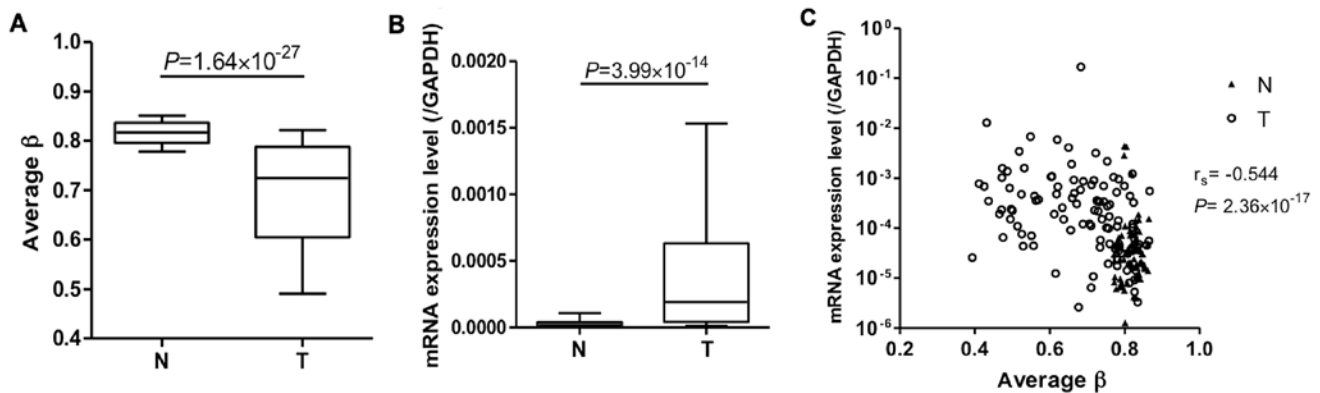 A
1.0
0.9
0.8
0.7
0.6
0.5
0.4
Average β
P=1.64×10⁻²⁷
N T
B
0.0020
0.0015
0.0010
0.0005
0.0000
mRNA expression level (/GAPDH)
P=3.99×10⁻¹⁴
N T
C
10⁰
10⁻¹
10⁻²
10⁻³
10⁻⁴
10⁻⁵
10⁻⁶
mRNA expression level (/GAPDH)
0.2 0.4 0.6 0.8 1.0
Average β
N
T
rₛ= -0.544
P= 2.36×10⁻¹⁷